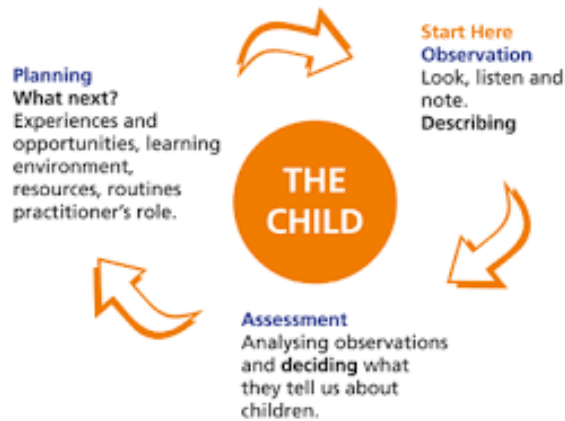 Start Here
Observation
Look, listen and
note.
Describing
THE
CHILD
Assessment
Analysing observations
and deciding what
they tell us about
children.
Planning
What next?
Experiences and
opportunities, learning
environment,
resources, routines
practitioner's role.